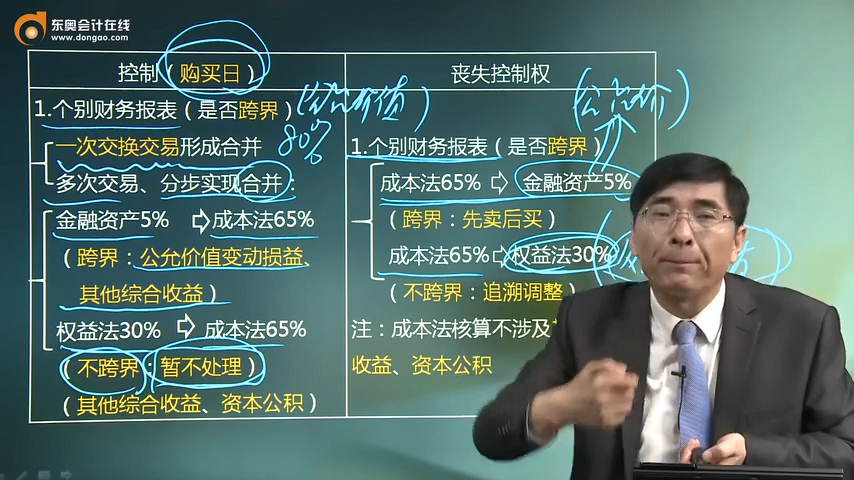 东奥会计在线
www.dongao.com
控制（购买日）
1.个别财务报表（是否跨界）
一次交换交易形成合并
80%
多次交易、分步实现合并：
金融资产5% 成本法65%
（跨界：公允价值变动损益、
其他综合收益）
权益法30% 成本法65%
（不跨界：暂不处理）
（其他综合收益、资本公积）
丧失控制权
1.个别财务报表（是否跨界）
成本法65% 金融资产5%
（跨界：先卖后买）
成本法65% 权益法30%
（不跨界：追溯调整）
注：成本法核算不涉及
收益、资本公积